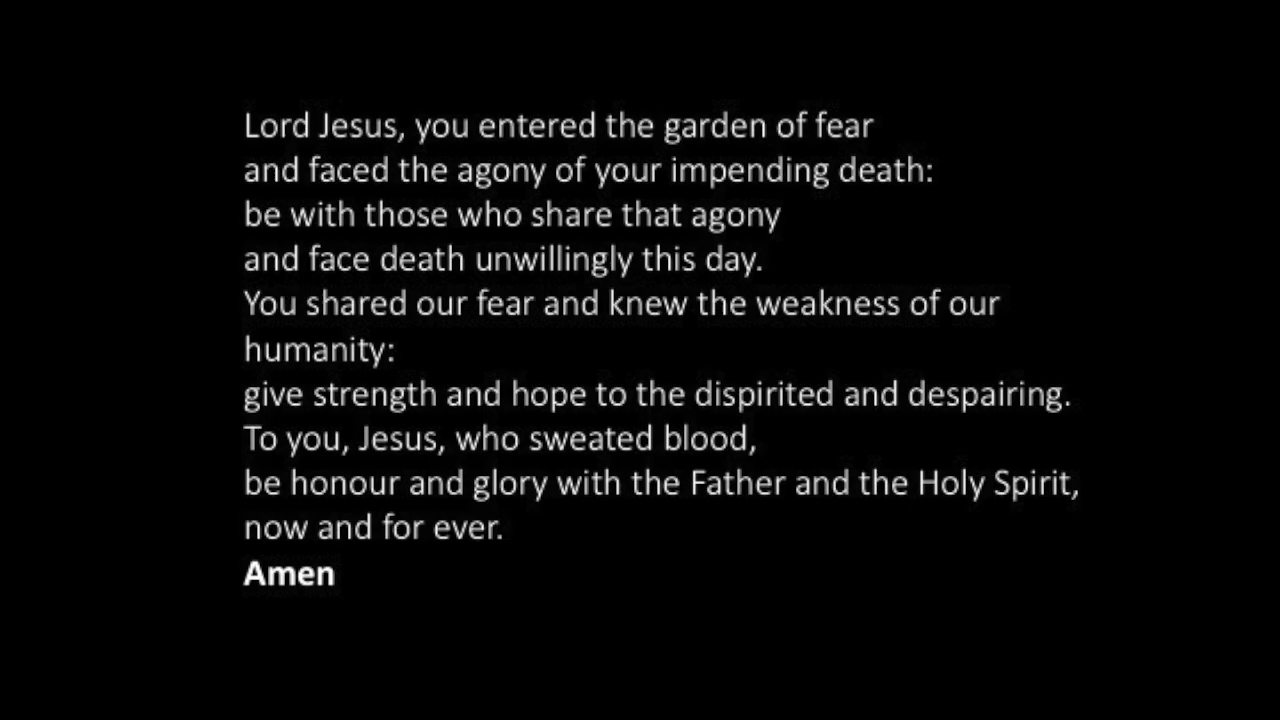 Lord Jesus, you entered the garden of fear
and faced the agony of your impending death:
be with those who share that agony
and face death unwillingly this day.
You shared our fear and knew the weakness of our
humanity:
give strength and hope to the dispirited and despairing.
To you, Jesus, who sweated blood,
be honour and glory with the Father and the Holy Spirit,
now and for ever.
Amen